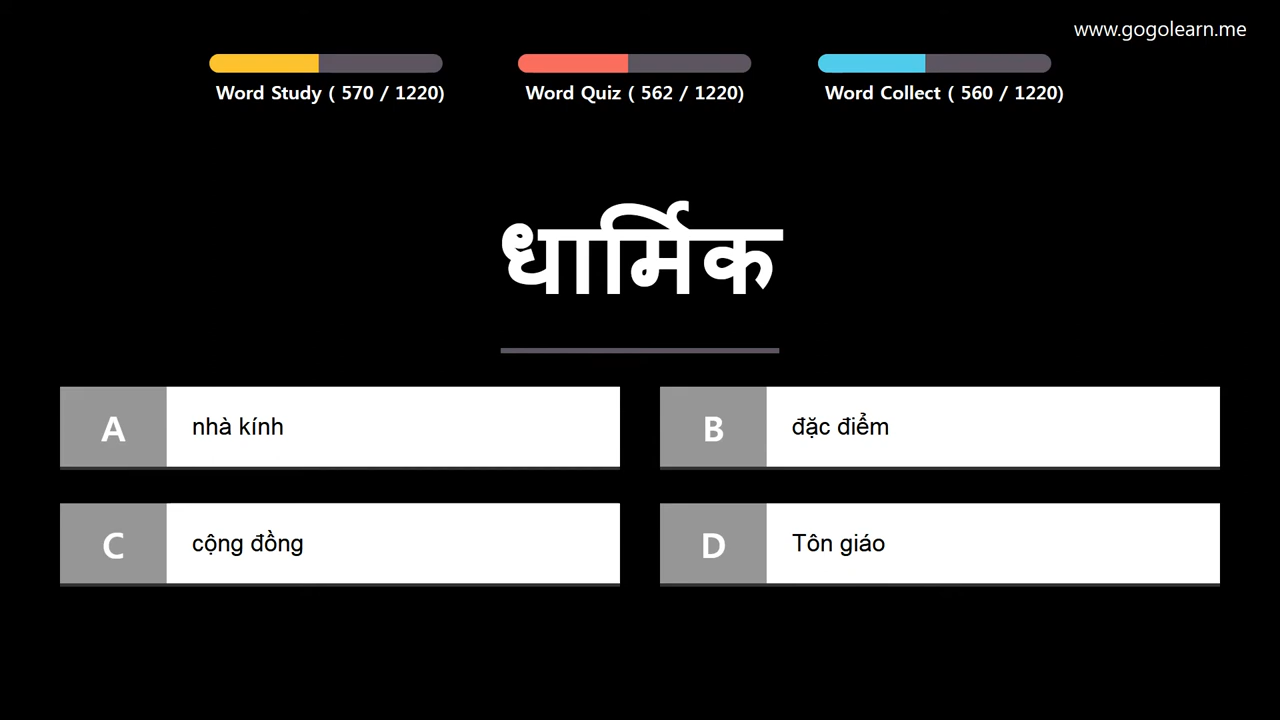 www.gogolearn.me
Word Study ( 570 / 1220)
Word Quiz ( 562 / 1220)
Word Collect ( 560 / 1220)
धार्मिक
A nhà kính
B đặc điểm
C cộng đồng
D Tôn giáo